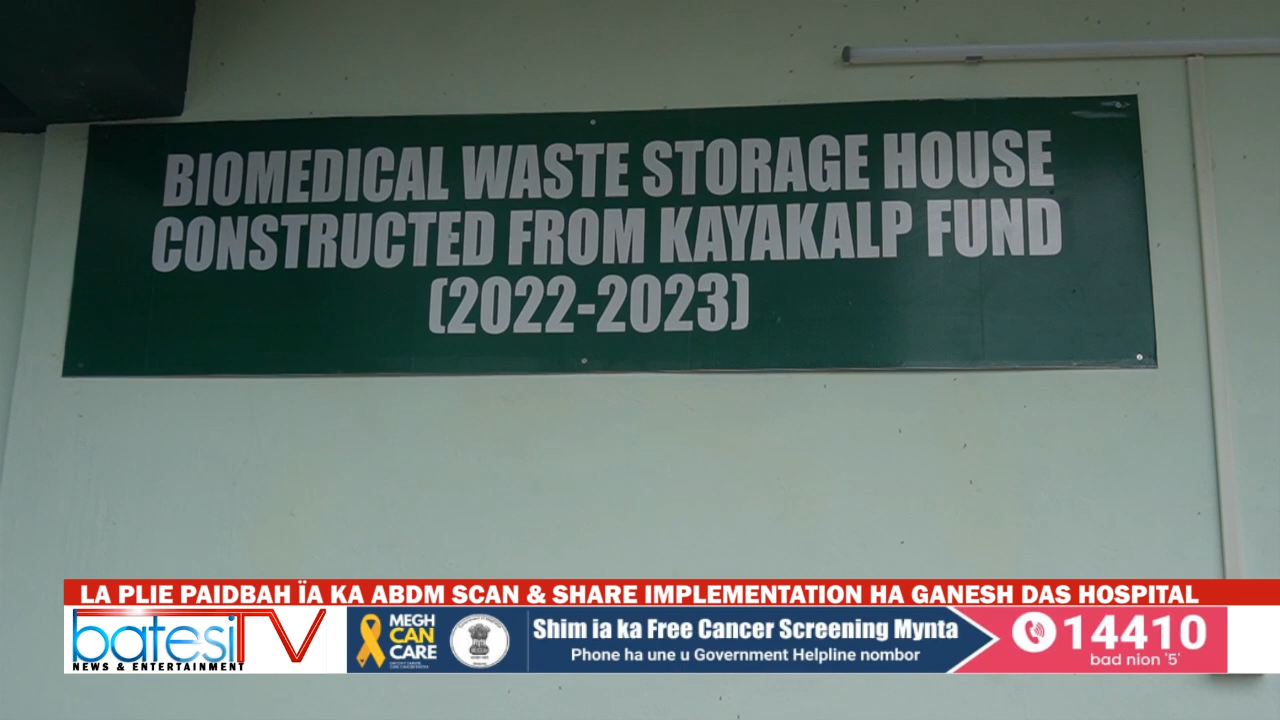 BIOMEDICAL WASTE STORAGE HOUSE
CONSTRUCTED FROM KAYAKALP FUND
(2022-2023)
LA PLIE PAIDBAH ÏA KA ABDM SCAN & SHARE IMPLEMENTATION HA GANESH DAS HOSPITAL
batesi TV
NEWS & ENTERTAINMENT
MEGH
CAN
CARE
Shim ia ka Free Cancer Screening Mynta
Phone ha une u Government Helpline nombor
14410
bad nion '5'